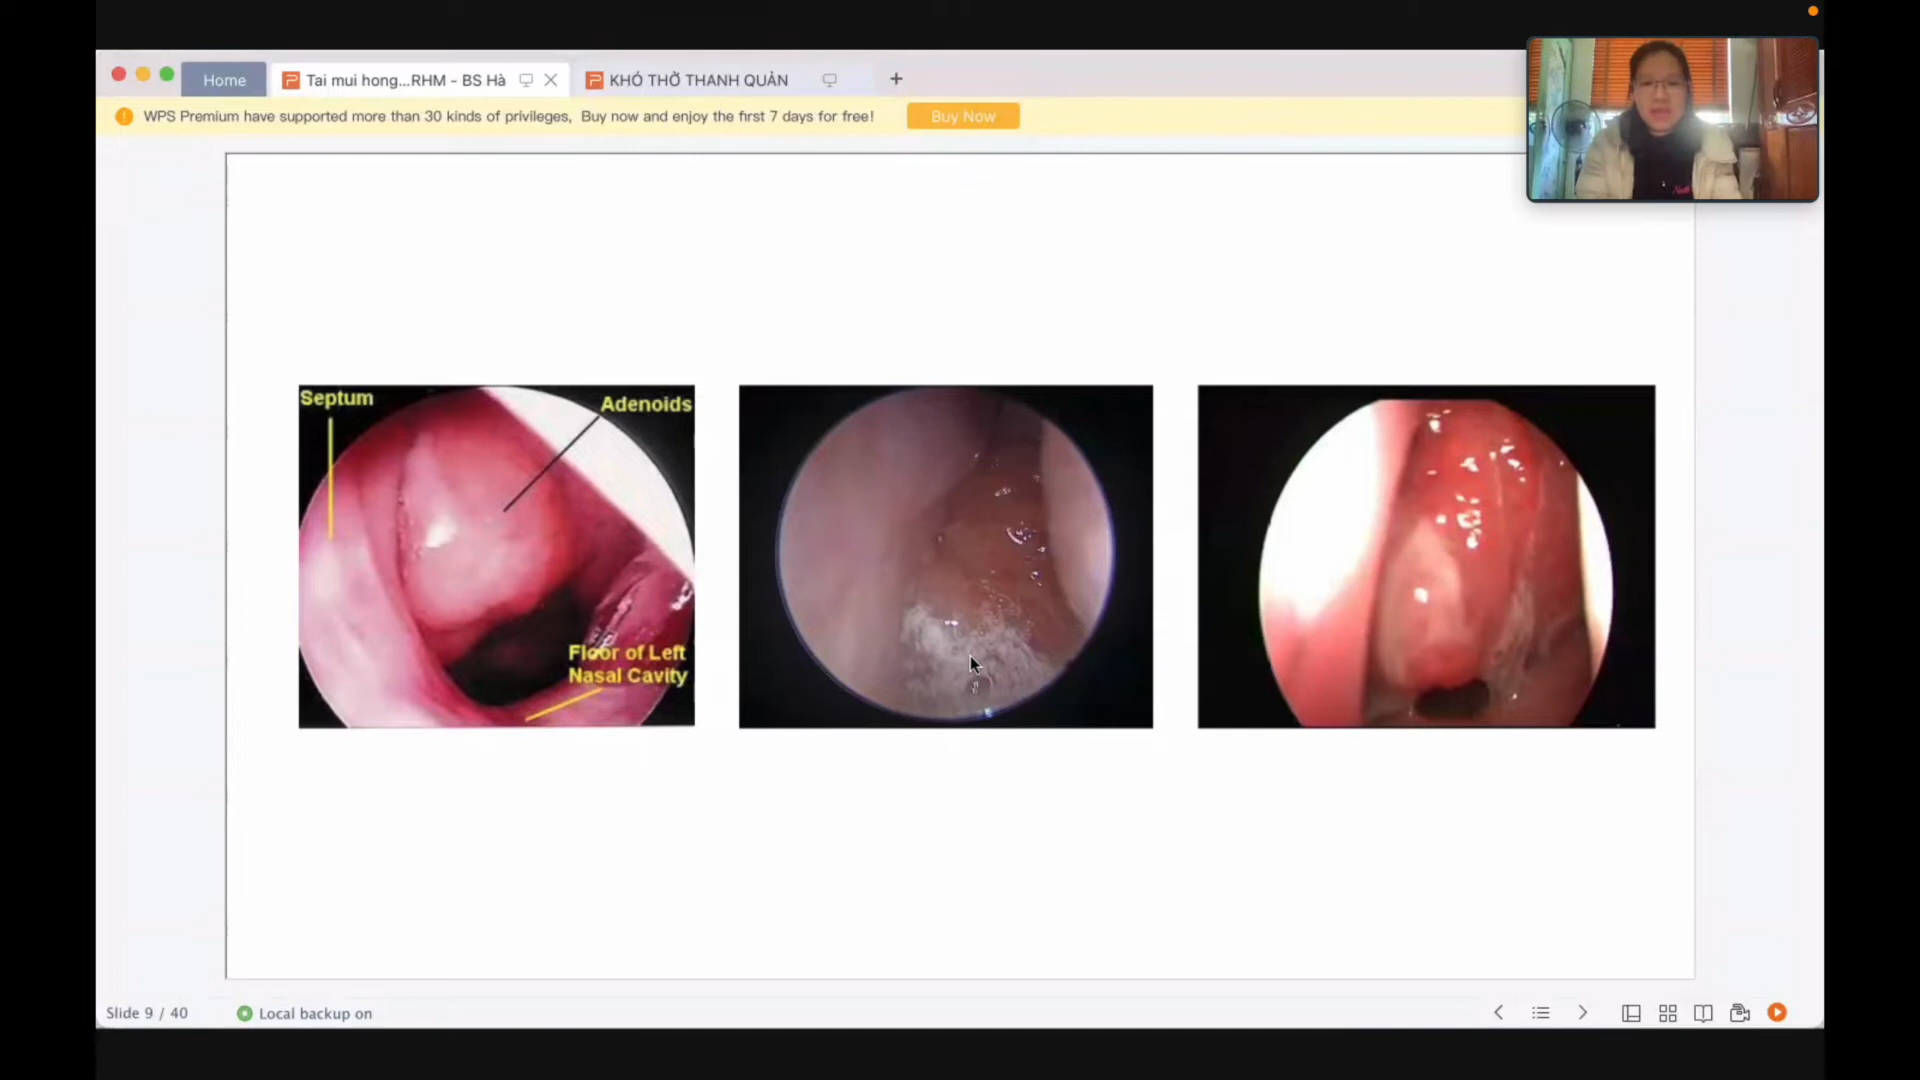 Home
Tai mui hong...RHM - BS Hà
KHÓ THỞ THANH QUẢN
WPS Premium have supported more than 30 kinds of privileges, Buy now and enjoy the first 7 days for free!
Buy Now
Septum
Adenoids
Floor of Left
Nasal Cavity
Slide 9 / 40
Local backup on